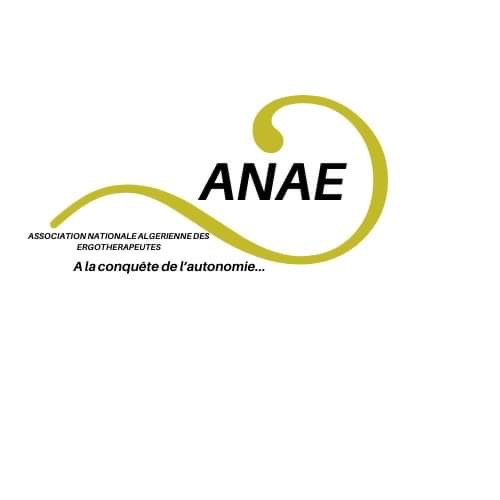 ANAE
ASSOCIATION NATIONALE ALGERIENNE DES
ERGOTHERAPEUTES
A la conquête de l'autonomie...